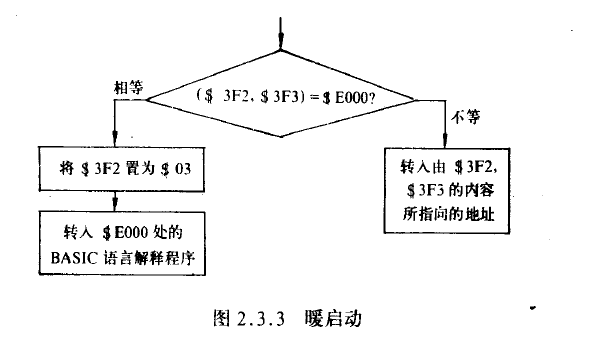 ($ 3F2, $ 3F3) = $ E000?
相等
不等
将 $ 3F2 置为 $ 03
转入 $ E000 处的
BASIC 语言解释程序
转入由 $ 3F2,
$ 3F3 的内容
所指向的地址
图 2.3.3 暖启动